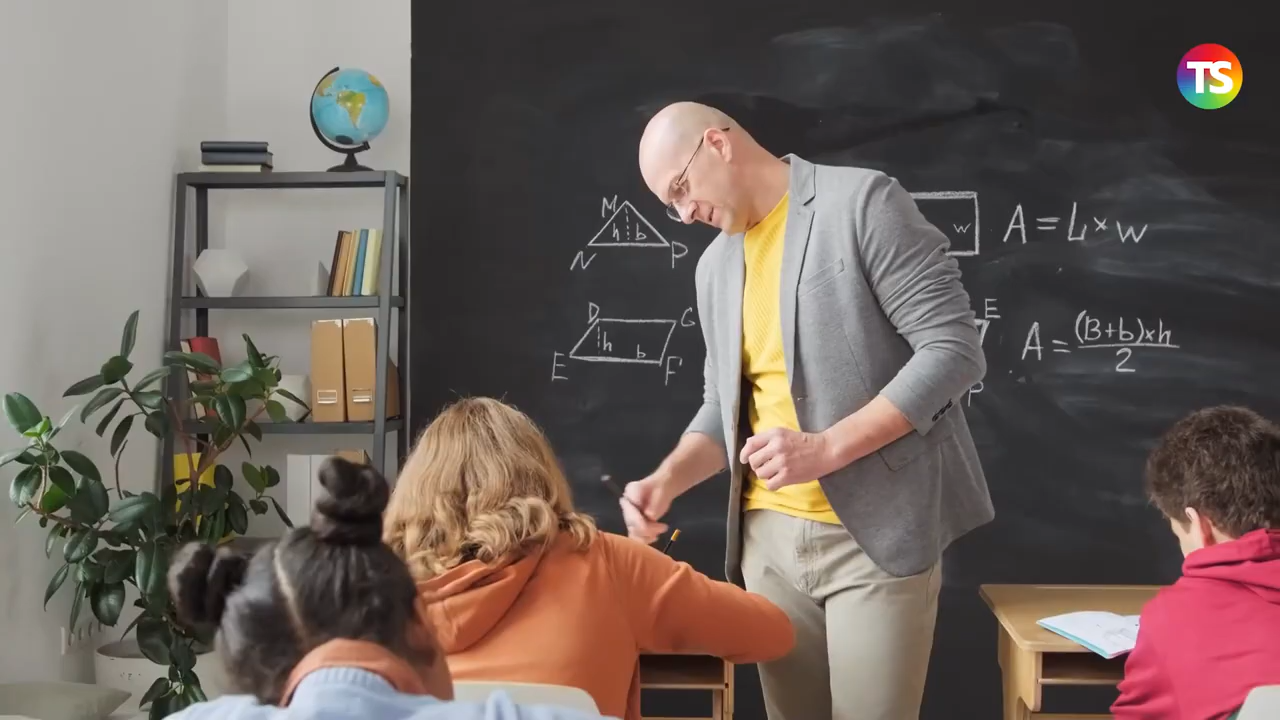 TS
M
h b
N P
w
A = L × w
D G
h
b
E F
E
A = (B+b)×h
2
P